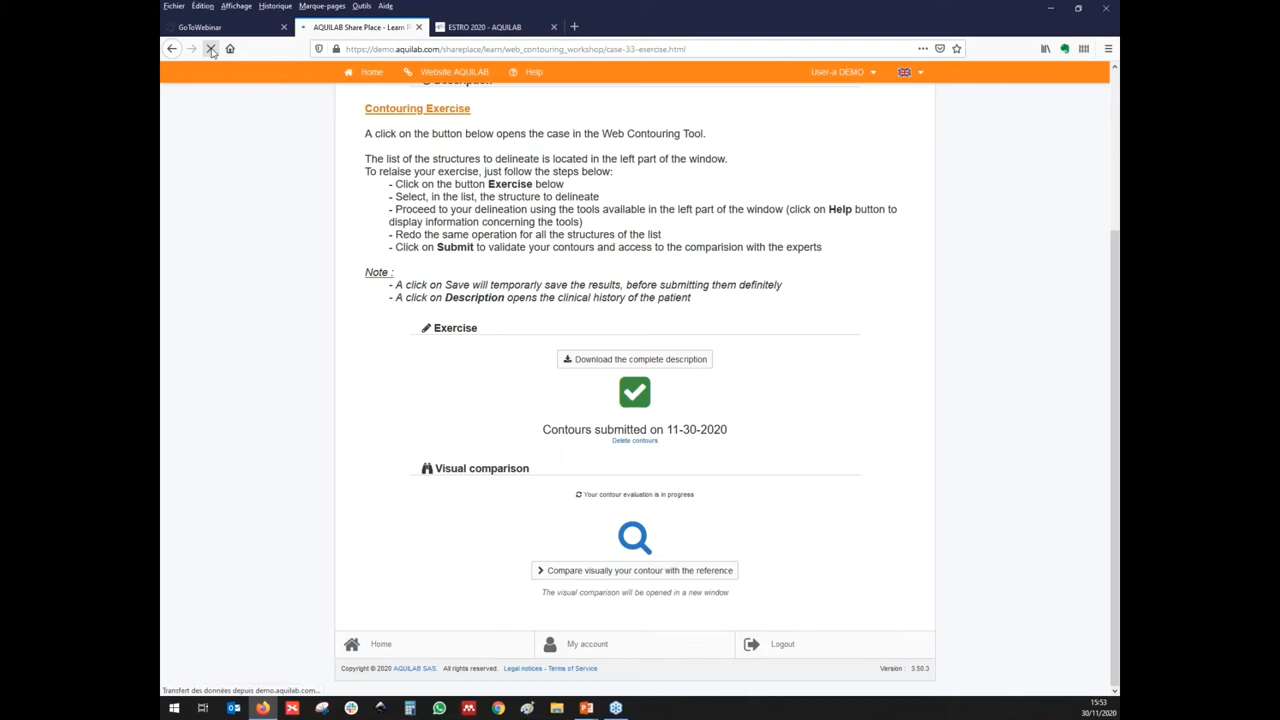 Fichier Édition Affichage Historique Marque-pages Outils Aide
GoToWebinar AQUILAB Share Place - Learn P ESTRO 2020 - AQUILAB
https://demo.aquilab.com/shareplace/learn/web_contouring_workshop/case-33-exercise.html
Home Website AQUILAB Help User-a DEMO
Description
Contouring Exercise
A click on the button below opens the case in the Web Contouring Tool.
The list of the structures to delineate is located in the left part of the window.
To relaise your exercise, just follow the steps below:
- Click on the button Exercise below
- Select, in the list, the structure to delineate
- Proceed to your delineation using the tools available in the left part of the window (click on Help button to
display information concerning the tools)
- Redo the same operation for all the structures of the list
- Click on Submit to validate your contours and access to the comparision with the experts
Note :
- A click on Save will temporarly save the results, before submitting them definitely
- A click on Description opens the clinical history of the patient
Exercise
Download the complete description
Contours submitted on 11-30-2020
Delete contours
Visual comparison
Your contour evaluation is in progress
Compare visually your contour with the reference
The visual comparison will be opened in a new window
Home My account Logout
Copyright © 2020 AQUILAB SAS. All rights reserved. Legal notices - Terms of Service Version : 3.50.3
Transfert des données depuis demo.aquilab.com...
15:53
30/11/2020